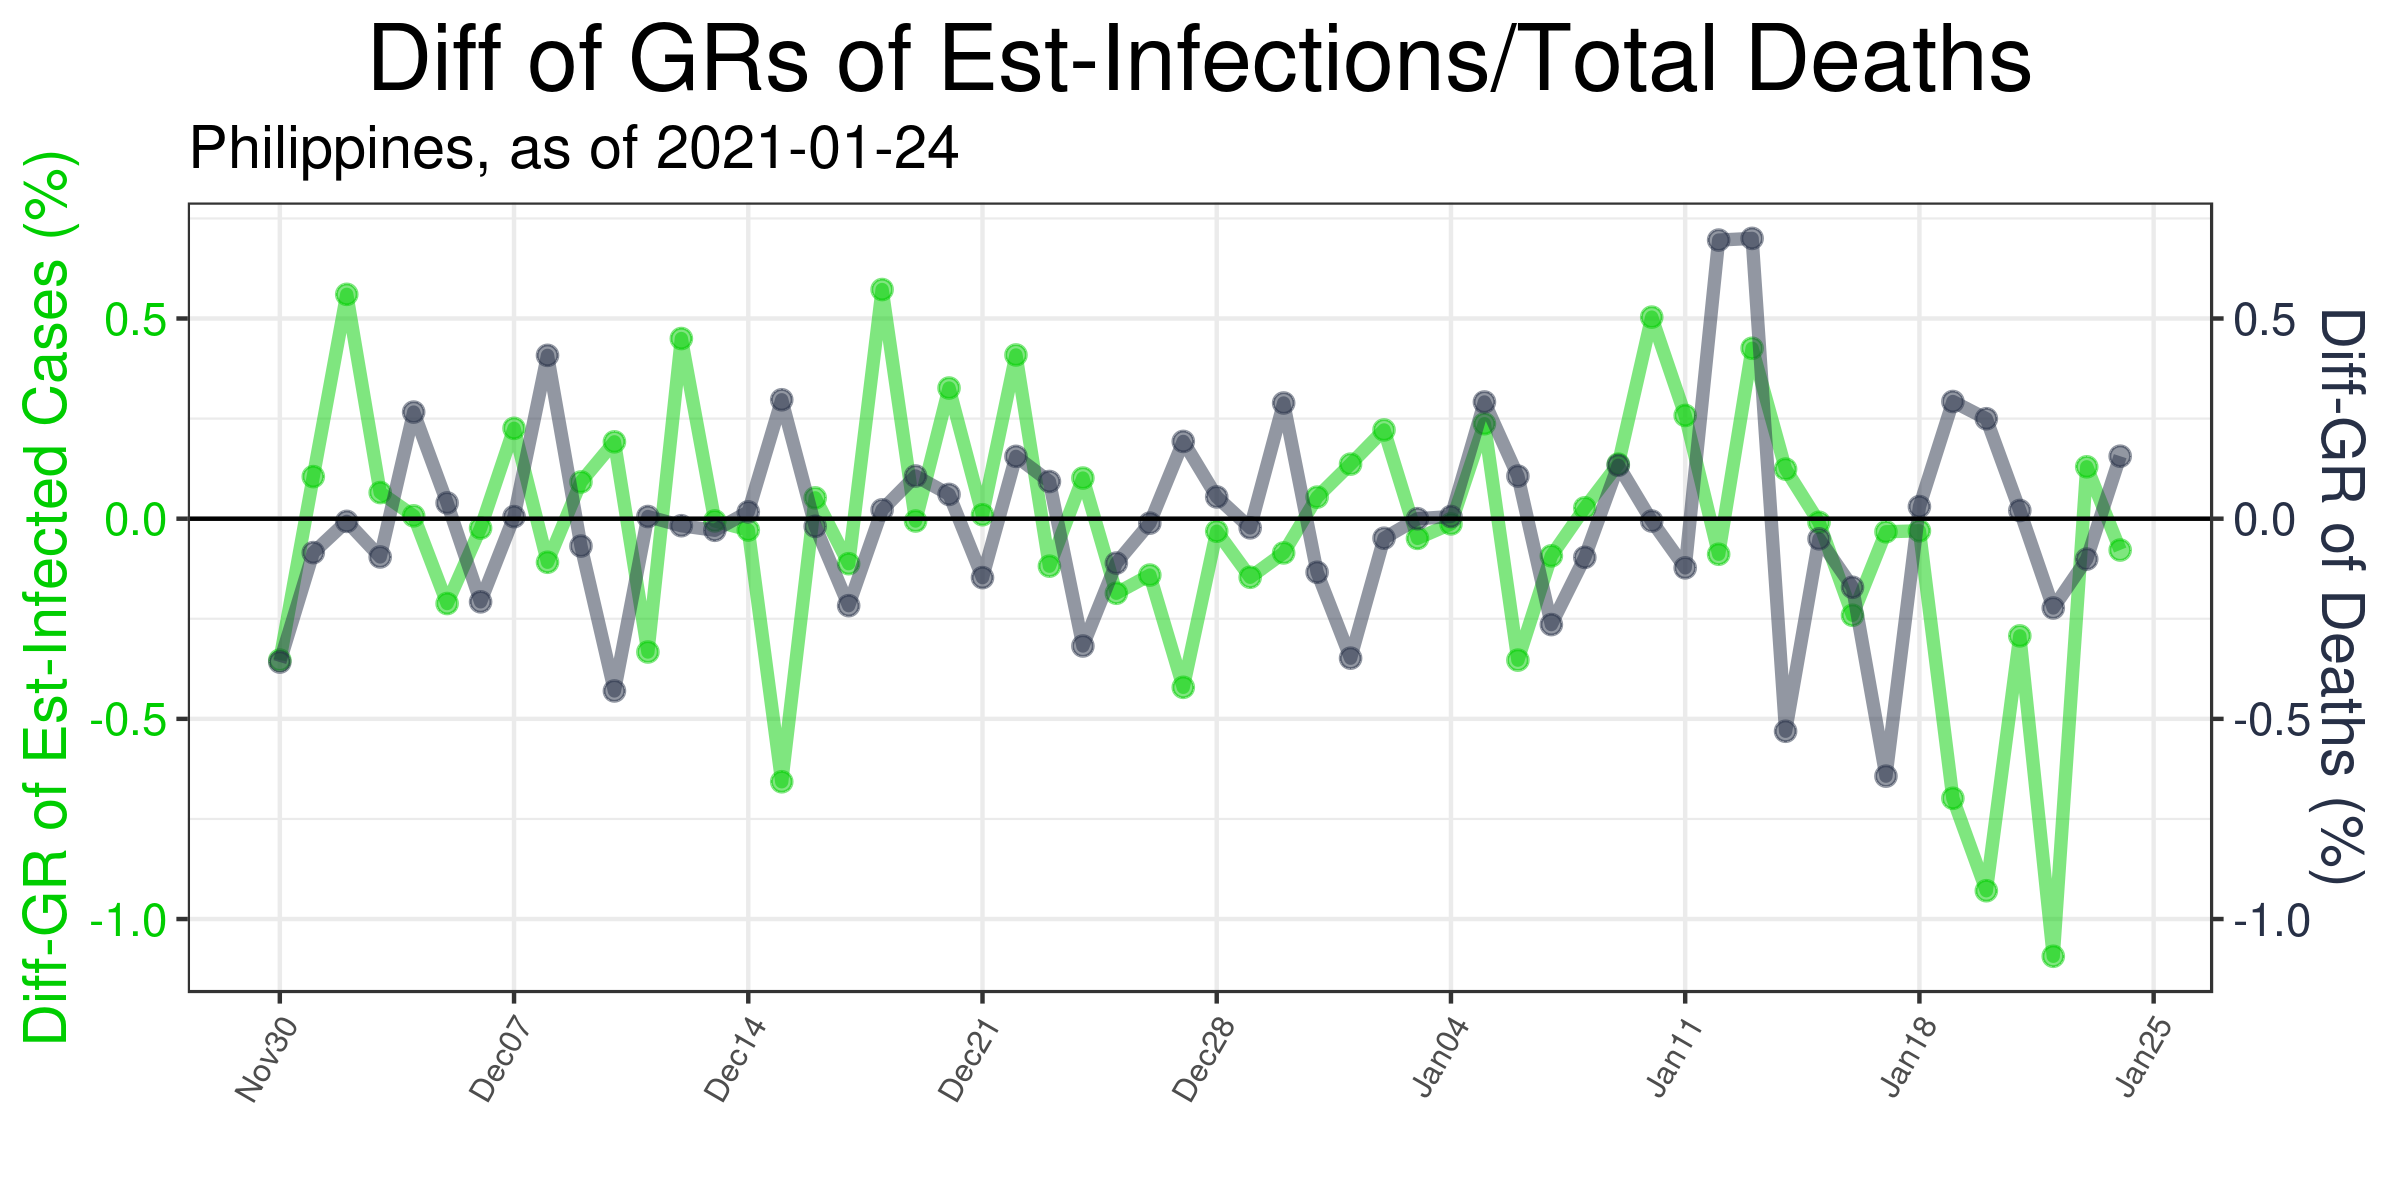 Diff of GRs of Est-Infections/Total Deaths
Philippines, as of 2021-01-24
Diff-GR of Est-Infected Cases (%)
0.5
0.0
-0.5
-1.0
0.5
0.0
-0.5
-1.0
Diff-GR of Deaths (%)
Nov30
Dec07
Dec14
Dec21
Dec28
Jan04
Jan11
Jan18
Jan25